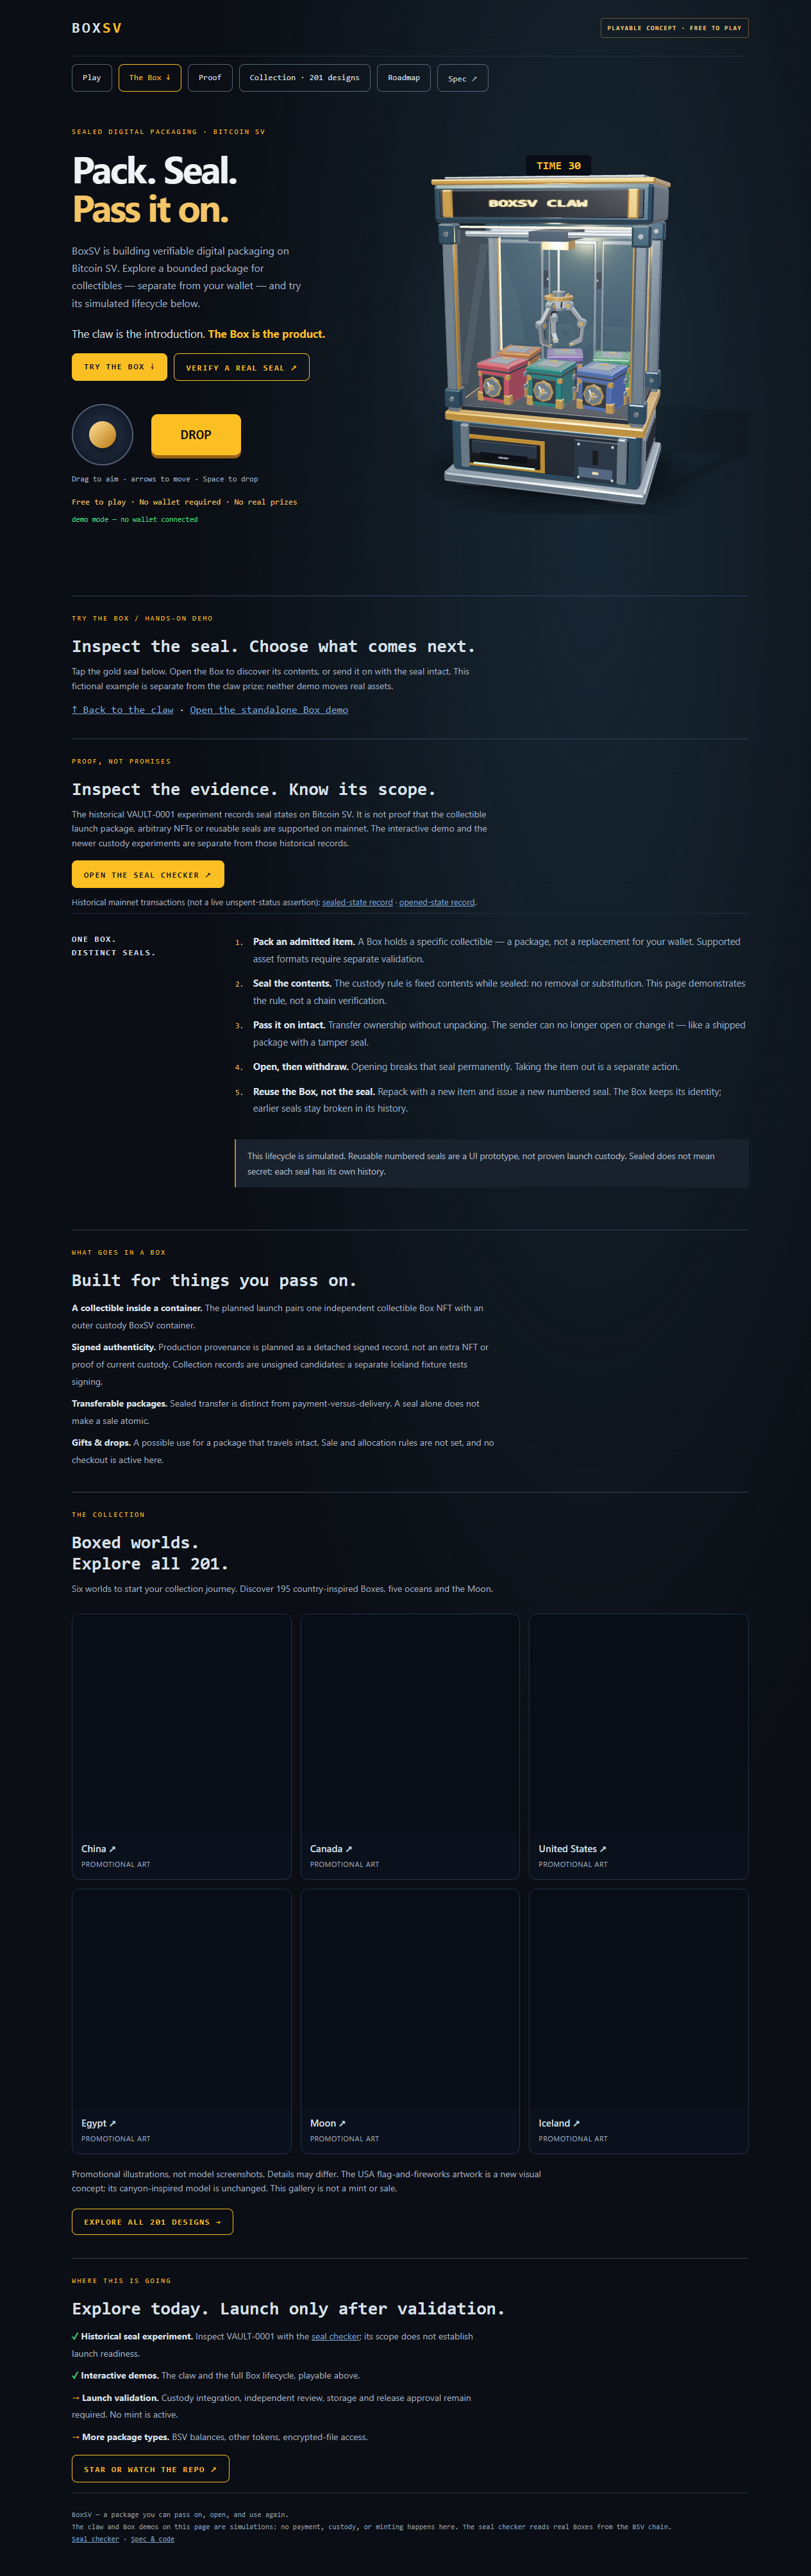 BOXSV
PLAYABLE CONCEPT · FREE TO PLAY
Play
The Box ↓
Proof
Collection · 201 designs
Roadmap
Spec ↗
SEALED DIGITAL PACKAGING · BITCOIN SV
Pack. Seal.
Pass it on.
BoxSV is building verifiable digital packaging on
Bitcoin SV. Explore a bounded package for
collectibles — separate from your wallet — and try
its simulated lifecycle below.
The claw is the introduction. The Box is the product.
TRY THE BOX ↓
VERIFY A REAL SEAL ↗
TIME 30
BOXSV CLAW
DROP
Drag to aim · arrows to move · Space to drop
Free to play · No wallet required · No real prizes
demo mode — no wallet connected
TRY THE BOX / HANDS-ON DEMO
Inspect the seal. Choose what comes next.
Tap the gold seal below. Open the Box to discover its contents, or send it on with the seal intact. This
fictional example is separate from the claw prize; neither demo moves real assets.
↑ Back to the claw · Open the standalone Box demo
PROOF, NOT PROMISES
Inspect the evidence. Know its scope.
The historical VAULT-0001 experiment records seal states on Bitcoin SV. It is not proof that the collectible
launch package, arbitrary NFTs or reusable seals are supported on mainnet. The interactive demo and the
newer custody experiments are separate from those historical records.
OPEN THE SEAL CHECKER ↗
Historical mainnet transactions (not a live unspent-status assertion): sealed-state record · opened-state record.
ONE BOX.
DISTINCT SEALS.
1. Pack an admitted item. A Box holds a specific collectible — a package, not a replacement for your wallet. Supported
asset formats require separate validation.
2. Seal the contents. The custody rule is fixed contents while sealed: no removal or substitution. This page demonstrates
the rule, not a chain verification.
3. Pass it on intact. Transfer ownership without unpacking. The sender can no longer open or change it — like a shipped
package with a tamper seal.
4. Open, then withdraw. Opening breaks that seal permanently. Taking the item out is a separate action.
5. Reuse the Box, not the seal. Repack with a new item and issue a new numbered seal. The Box keeps its identity;
earlier seals stay broken in its history.
This lifecycle is simulated. Reusable numbered seals are a UI prototype, not proven launch custody. Sealed does not mean
secret; each seal has its own history.
WHAT GOES IN A BOX
Built for things you pass on.
A collectible inside a container. The planned launch pairs one independent collectible Box NFT with an
outer custody BoxSV container.
Signed authenticity. Production provenance is planned as a detached signed record, not an extra NFT or
proof of current custody. Collection records are unsigned candidates; a separate Iceland fixture tests
signing.
Transferable packages. Sealed transfer is distinct from payment-versus-delivery. A seal alone does not
make a sale atomic.
Gifts & drops. A possible use for a package that travels intact. Sale and allocation rules are not set, and no
checkout is active here.
THE COLLECTION
Boxed worlds.
Explore all 201.
Six worlds to start your collection journey. Discover 195 country-inspired Boxes, five oceans and the Moon.
China ↗
PROMOTIONAL ART
Canada ↗
PROMOTIONAL ART
United States ↗
PROMOTIONAL ART
Egypt ↗
PROMOTIONAL ART
Moon ↗
PROMOTIONAL ART
Iceland ↗
PROMOTIONAL ART
Promotional illustrations, not model screenshots. Details may differ. The USA flag-and-fireworks artwork is a new visual
concept; its canyon-inspired model is unchanged. This gallery is not a mint or sale.
EXPLORE ALL 201 DESIGNS →
WHERE THIS IS GOING
Explore today. Launch only after validation.
✓ Historical seal experiment. Inspect VAULT-0001 with the seal checker; its scope does not establish
launch readiness.
✓ Interactive demos. The claw and the full Box lifecycle, playable above.
→ Launch validation. Custody integration, independent review, storage and release approval remain
required. No mint is active.
→ More package types. BSV balances, other tokens, encrypted-file access.
STAR OR WATCH THE REPO ↗
BoxSV — a package you can pass on, open, and use again.
The claw and Box demos on this page are simulations: no payment, custody, or minting happens here. The seal checker reads real Boxes from the BSV chain.
Seal checker · Spec & code